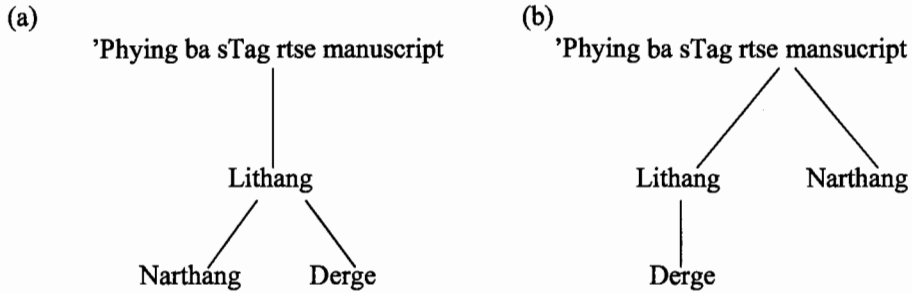 (a) (b)
’Phying ba sTag rtse manuscript ’Phying ba sTag rtse mansucript
Lithang Lithang Narthang
Narthang Derge Derge